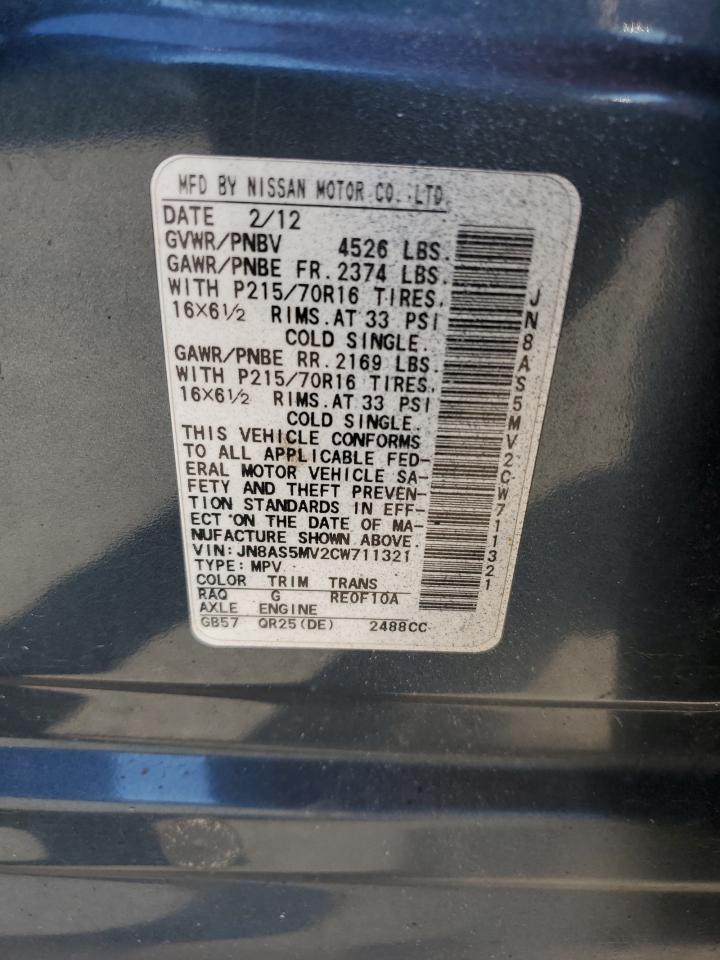 MFD BY NISSAN MOTOR CO.,LTD.
DATE 2/12
GVWR/PNBV 4526 LBS.
GAWR/PNBE FR.2374 LBS.
WITH P215/70R16 TIRES.
16×6½ RIMS.AT 33 PSI
COLD SINGLE.
GAWR/PNBE RR.2169 LBS.
WITH P215/70R16 TIRES.
16×6½ RIMS.AT 33 PSI
COLD SINGLE.
THIS VEHICLE CONFORMS
TO ALL APPLICABLE FED-
ERAL MOTOR VEHICLE SA-
FETY AND THEFT PREVEN-
TION STANDARDS IN EFF-
ECT ON THE DATE OF MA-
NUFACTURE SHOWN ABOVE.
VIN:JN8AS5MV2CW711321
TYPE:MPV
COLOR TRIM TRANS
RAQ G RE0F10A
AXLE ENGINE
GB57 QR25(DE) 2488CC
JN8AS5MV2CW711321